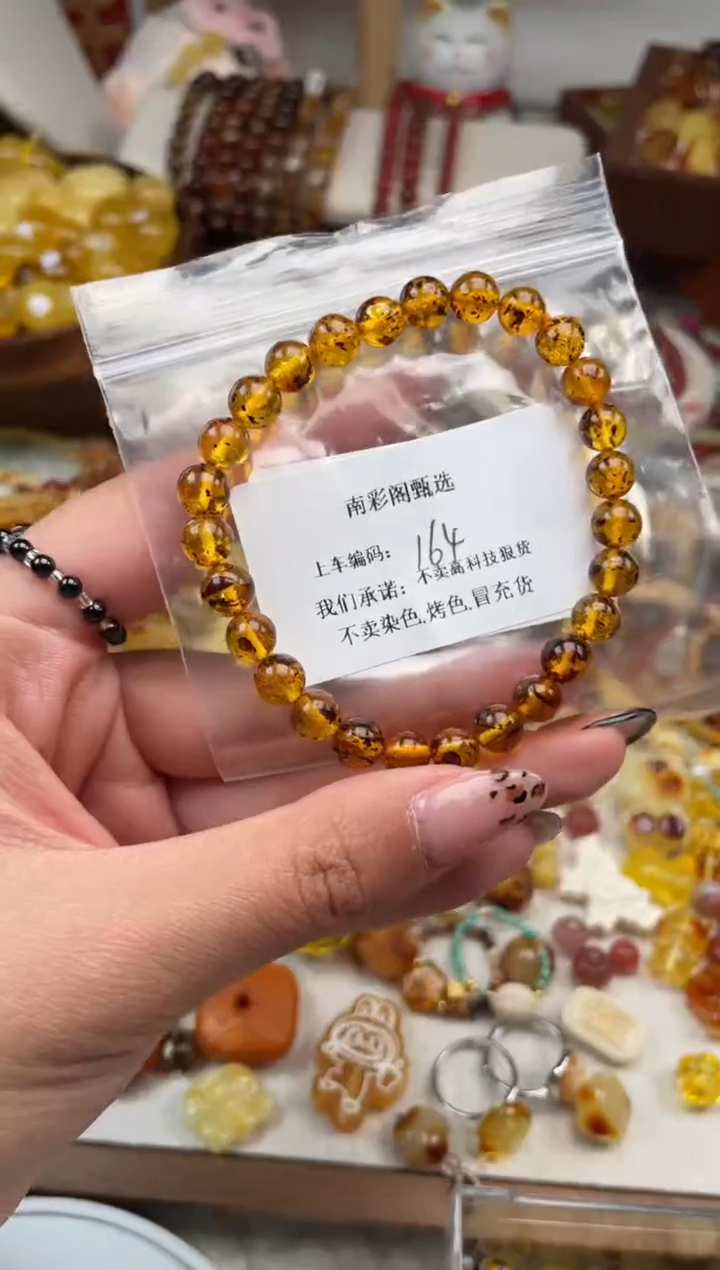 南彩阁甄选
上车编码：164
我们承诺：不卖高科技狠货
不卖染色.烤色.冒充货